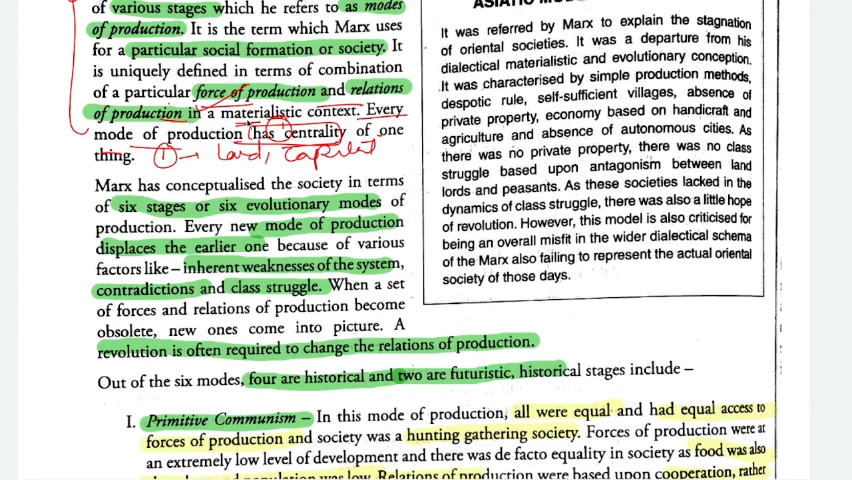 of various stages which he refers to as modes
of production. It is the term which Marx uses
for a particular social formation or society. It
is uniquely defined in terms of combination
of a particular force of production and relations
of production in a materialistic context. Every
mode of production has centrality of one
thing.
① → Land, Capital
Marx has conceptualised the society in terms
of six stages or six evolutionary modes of
production. Every new mode of production
displaces the earlier one because of various
factors like – inherent weaknesses of the system,
contradictions and class struggle. When a set
of forces and relations of production become
obsolete, new ones come into picture. A
revolution is often required to change the relations of production.
Out of the six modes, four are historical and two are futuristic, historical stages include –
I. Primitive Communism – In this mode of production, all were equal and had equal access to
forces of production and society was a hunting gathering society. Forces of production were at
an extremely low level of development and there was de facto equality in society as food was also
population was low. Relations of production were based upon cooperation, rather
ASIATIC
It was referred by Marx to explain the stagnation
of oriental societies. It was a departure from his
dialectical materialistic and evolutionary conception.
It was characterised by simple production methods,
despotic rule, self-sufficient villages, absence of
private property, economy based on handicraft and
agriculture and absence of autonomous cities. As
there was no private property, there was no class
struggle based upon antagonism between land
lords and peasants. As these societies lacked in the
dynamics of class struggle, there was also a little hope
of revolution. However, this model is also criticised for
being an overall misfit in the wider dialectical schema
of the Marx also failing to represent the actual oriental
society of those days.